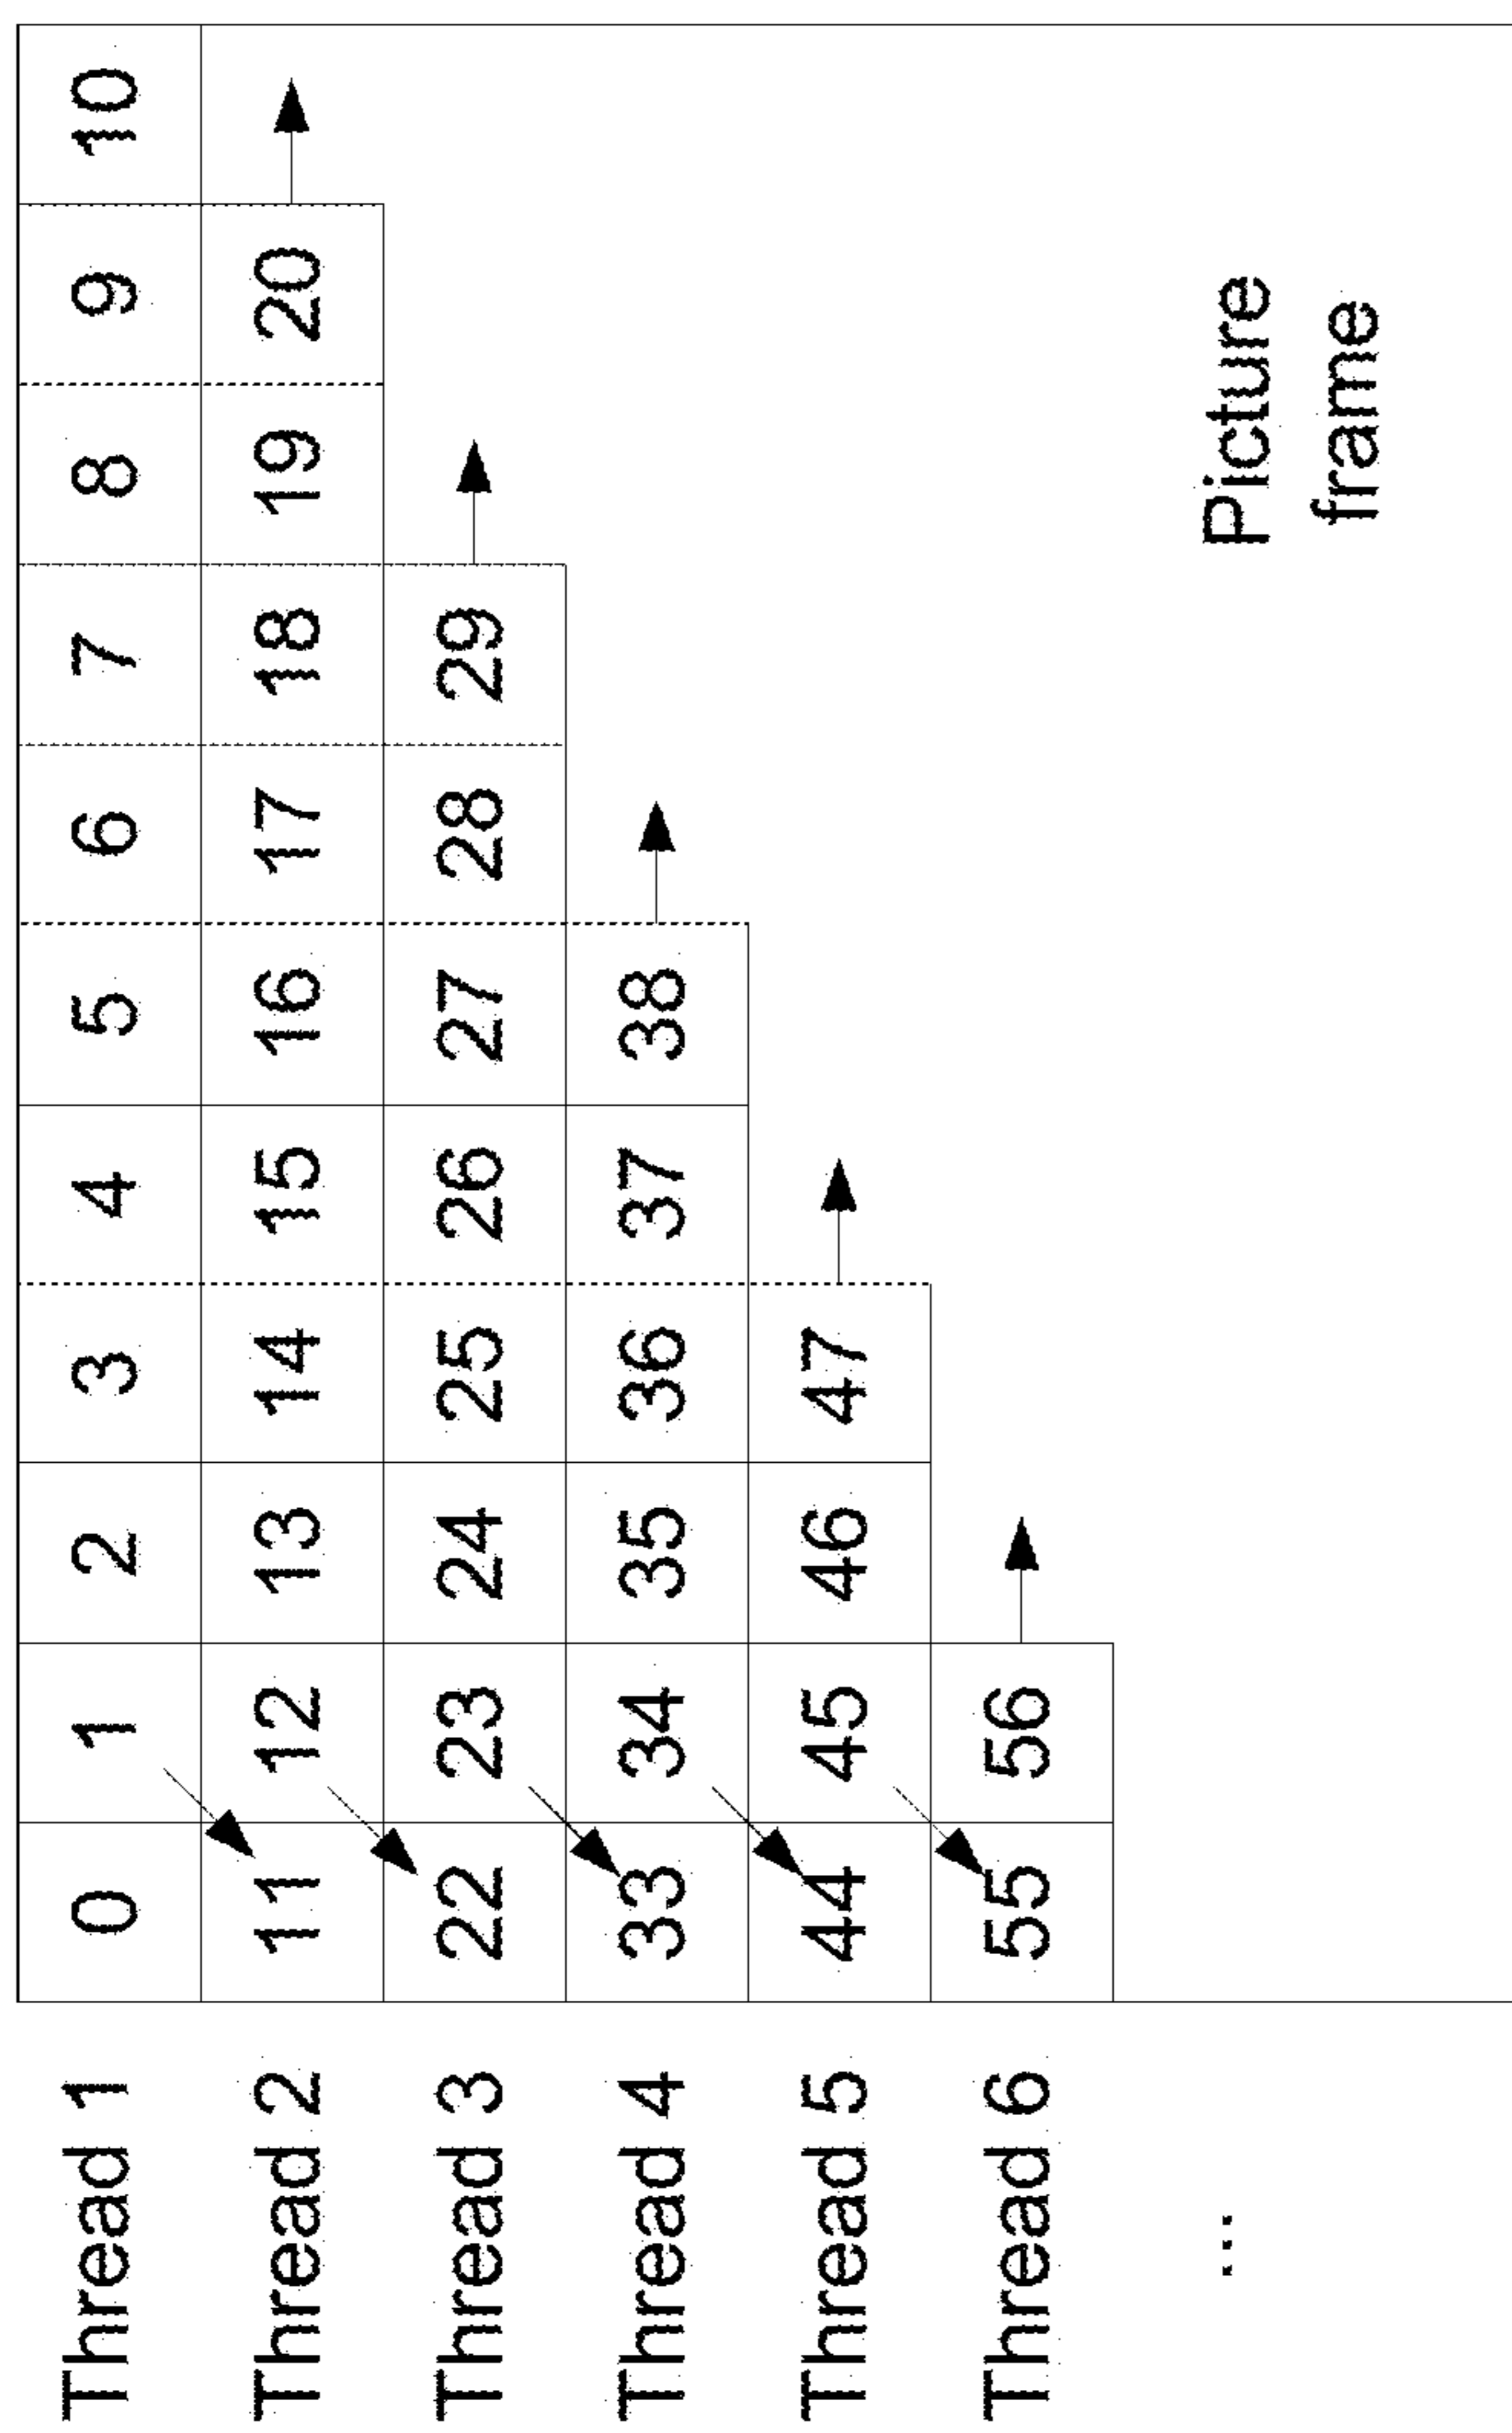 Thread 1 0 1 2 3 4 5 6 7 8 9 10
Thread 2 11 12 13 14 15 16 17 18 19 20
Thread 3 22 23 24 25 26 27 28 29
Thread 4 33 34 35 36 37 38
Thread 5 44 45 46 47
Thread 6 55 56
...
Picture
frame